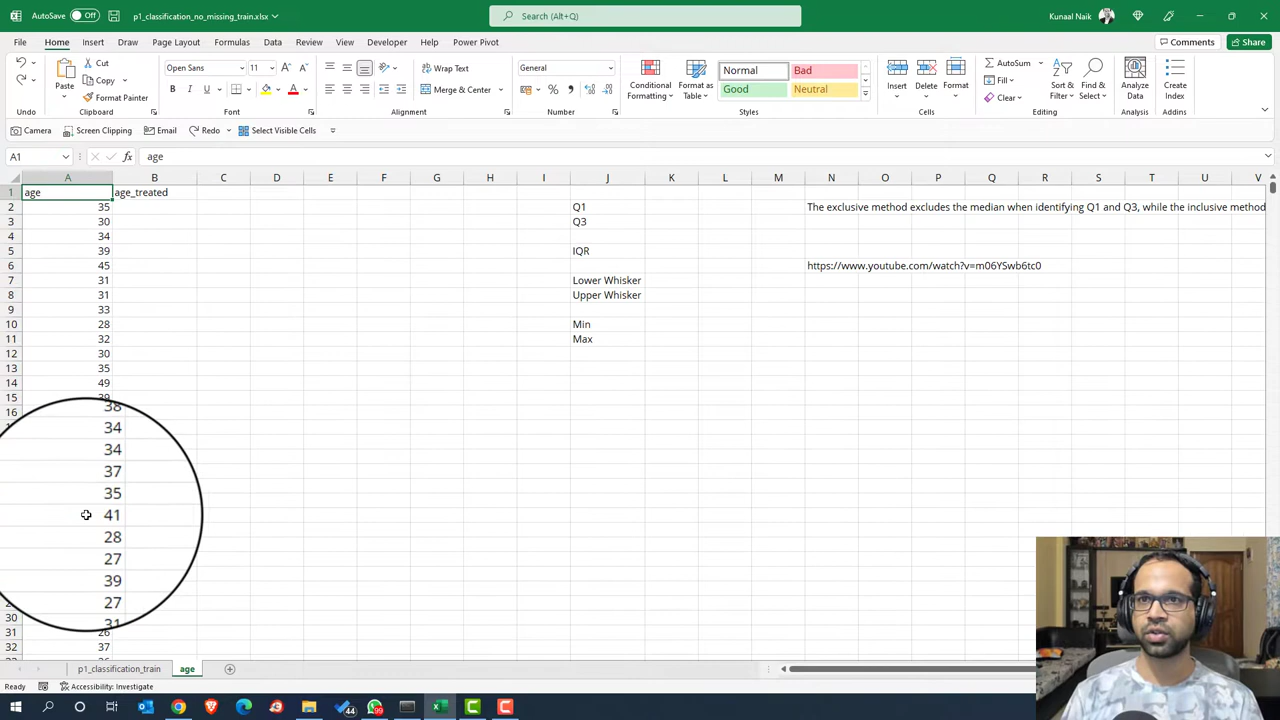 AutoSave Off p1_classification_no_missing_train.xlsx Search (Alt+Q) Kunaal Naik
File Home Insert Draw Page Layout Formulas Data Review View Developer Help Power Pivot Comments Share
Cut Open Sans 11 Wrap Text General Normal Bad AutoSum
Copy Paste Conditional Formatting Format as Table Good Neutral Insert Delete Format Fill Sort & Filter Find & Select Analyze Data Create Index
Format Painter Merge & Center Clear
Undo Clipboard Font Alignment Number Styles Cells Editing Analysis Addins
Camera Screen Clipping Email Redo Select Visible Cells
A1 fx age
A B C D E F G H I J K L M N O P Q R S T U V
1 age age_treated
2 35 Q1 The exclusive method excludes the median when identifying Q1 and Q3, while the inclusive method
3 30 Q3
4 34
5 39 IQR
6 45 https://www.youtube.com/watch?v=m06YSwb6tc0
7 31 Lower Whisker
8 31 Upper Whisker
9 33
10 28 Min
11 32 Max
12 30
13 35
14 49
15 39
16 38
34
34
37
35
41
28
27
39
27
30 31
31 26
32 37
p1_classification_train age
Ready Accessibility: Investigate
44 99